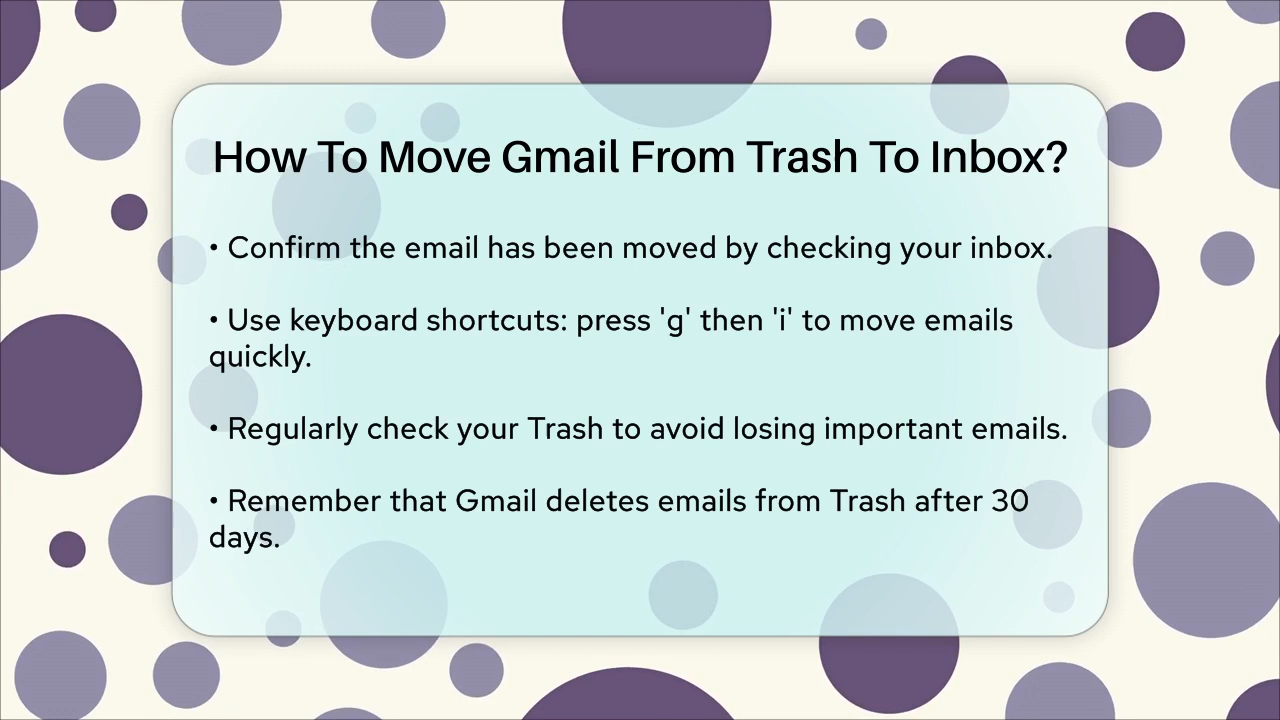 How To Move Gmail From Trash To Inbox?
• Confirm the email has been moved by checking your inbox.
• Use keyboard shortcuts: press 'g' then 'i' to move emails
quickly.
• Regularly check your Trash to avoid losing important emails.
• Remember that Gmail deletes emails from Trash after 30
days.